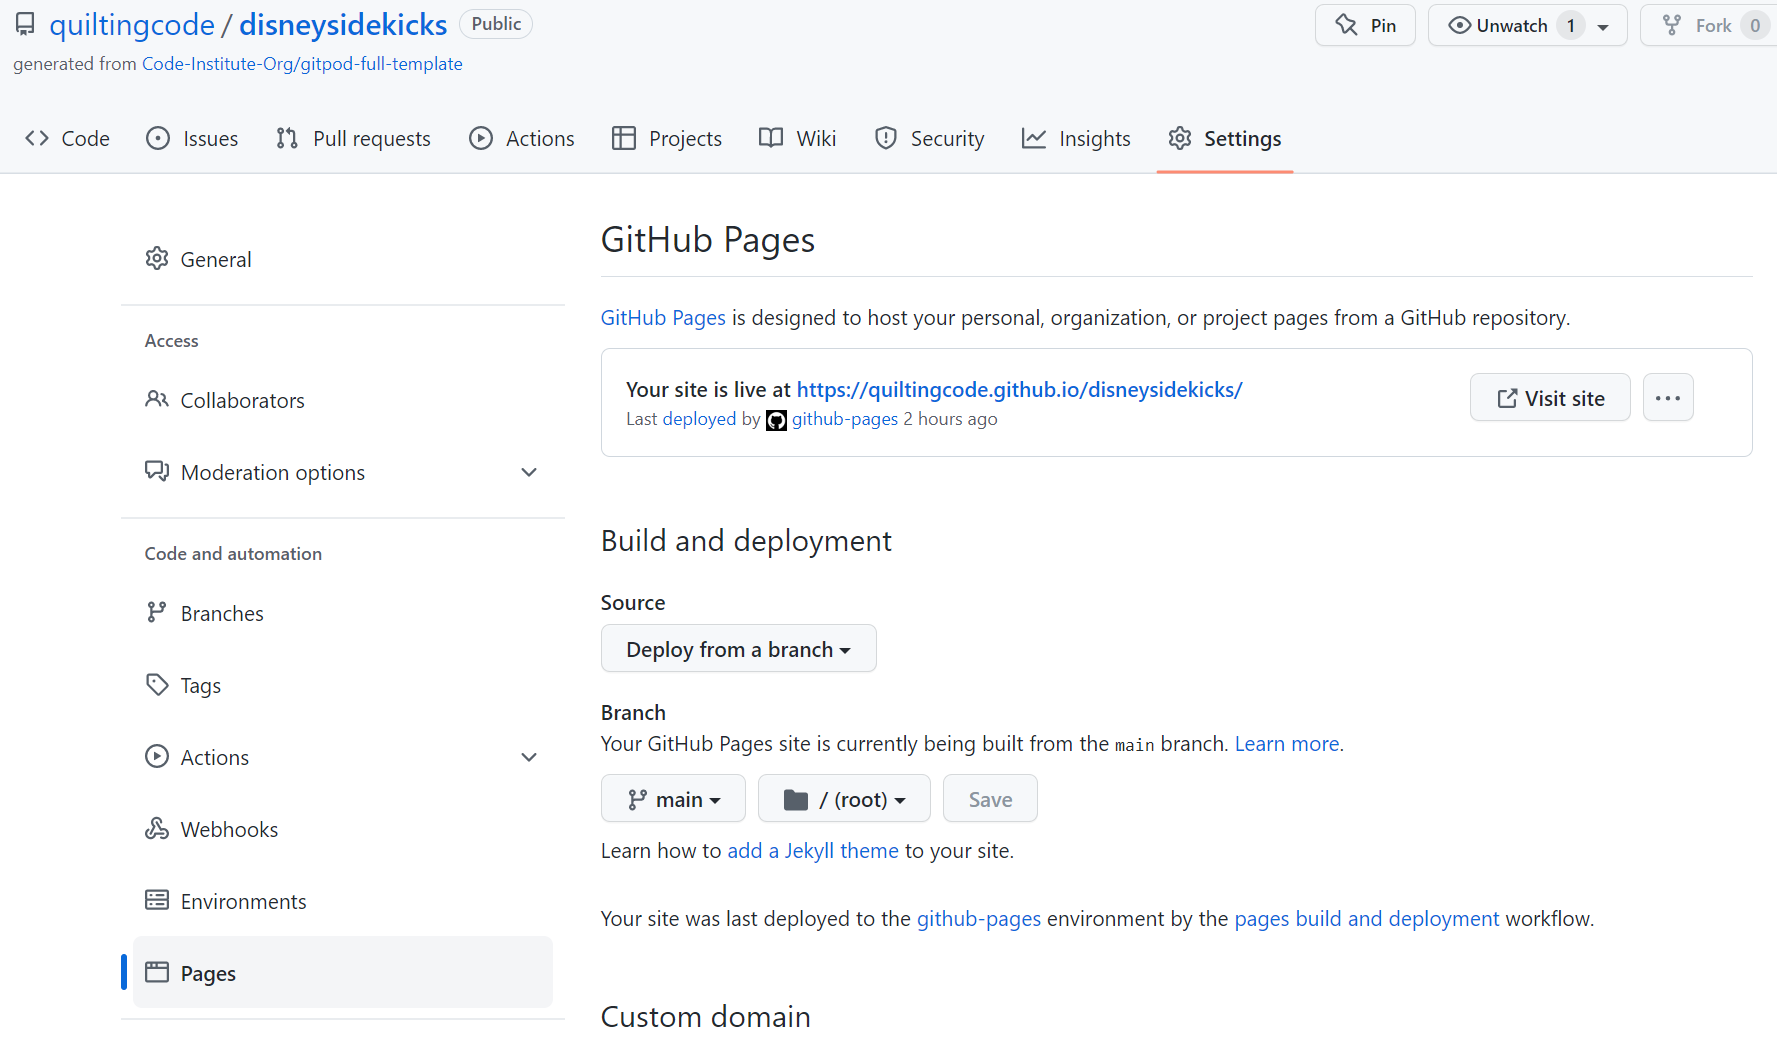 quiltingcode / disneysidekicks Public
Pin
Unwatch 1
Fork 0
generated from Code-Institute-Org/gitpod-full-template
Code Issues Pull requests Actions Projects Wiki Security Insights Settings
General
Access
Collaborators
Moderation options
Code and automation
Branches
Tags
Actions
Webhooks
Environments
Pages
GitHub Pages
GitHub Pages is designed to host your personal, organization, or project pages from a GitHub repository.
Your site is live at https://quiltingcode.github.io/disneysidekicks/
Last deployed by github-pages 2 hours ago
Visit site
Build and deployment
Source
Deploy from a branch
Branch
Your GitHub Pages site is currently being built from the main branch. Learn more.
main / (root) Save
Learn how to add a Jekyll theme to your site.
Your site was last deployed to the github-pages environment by the pages build and deployment workflow.
Custom domain